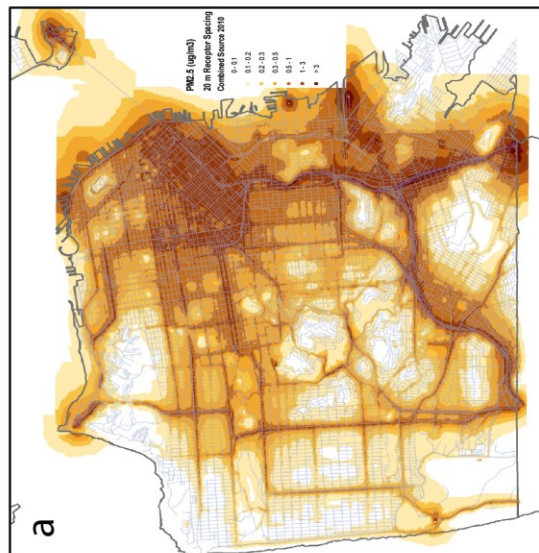 a
PM2.5 (ug/m3)
20 m Receptor Spacing
Combined Source 2010
0 - 0.1
0.1 - 0.2
0.2 - 0.3
0.3 - 0.5
0.5 - 1
1 - 3
> 3